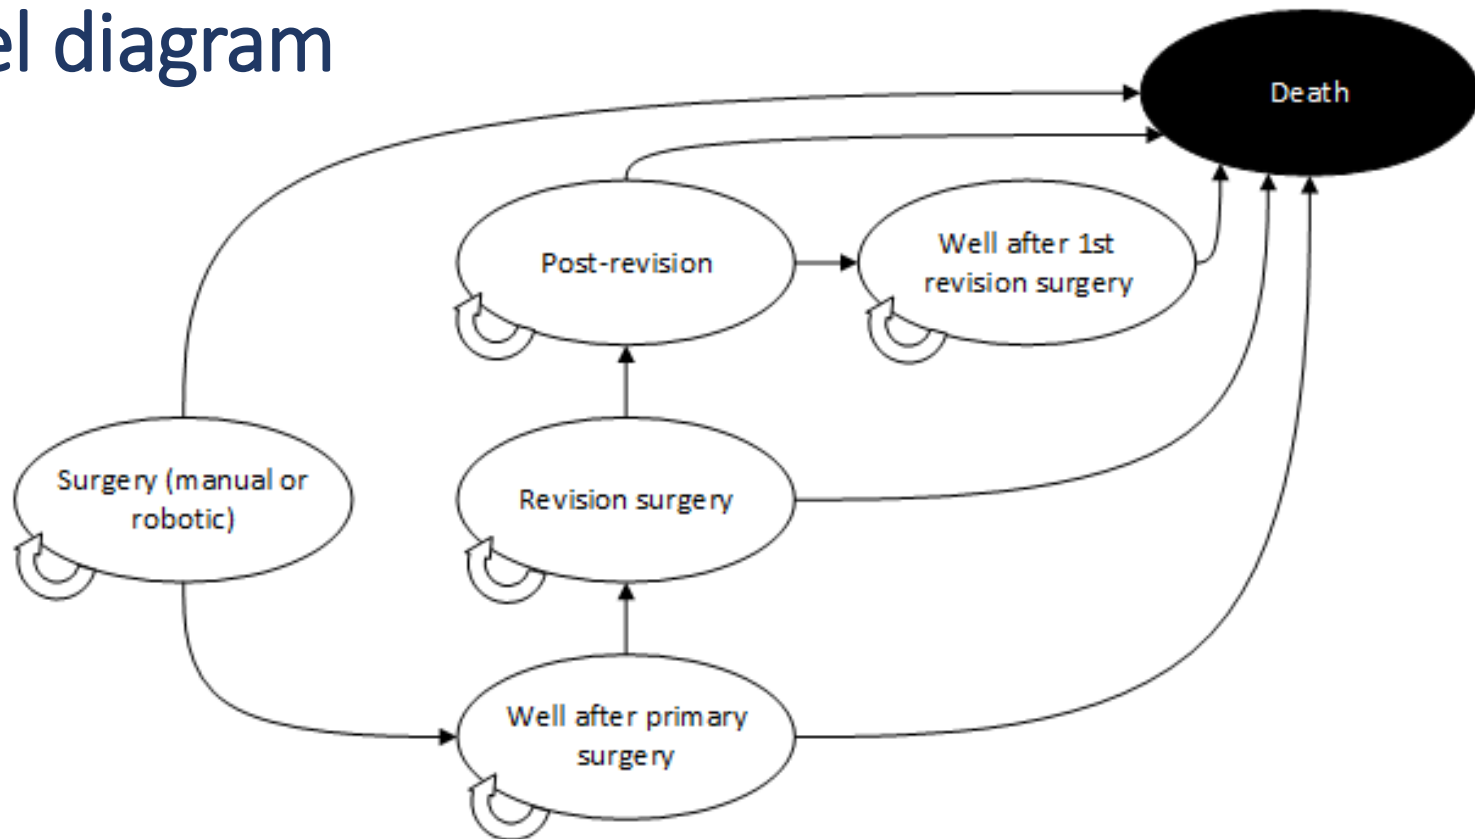 el diagram
Death
Post-revision
Well after 1st
revision surgery
Surgery (manual or
robotic)
Revision surgery
Well after primary
surgery